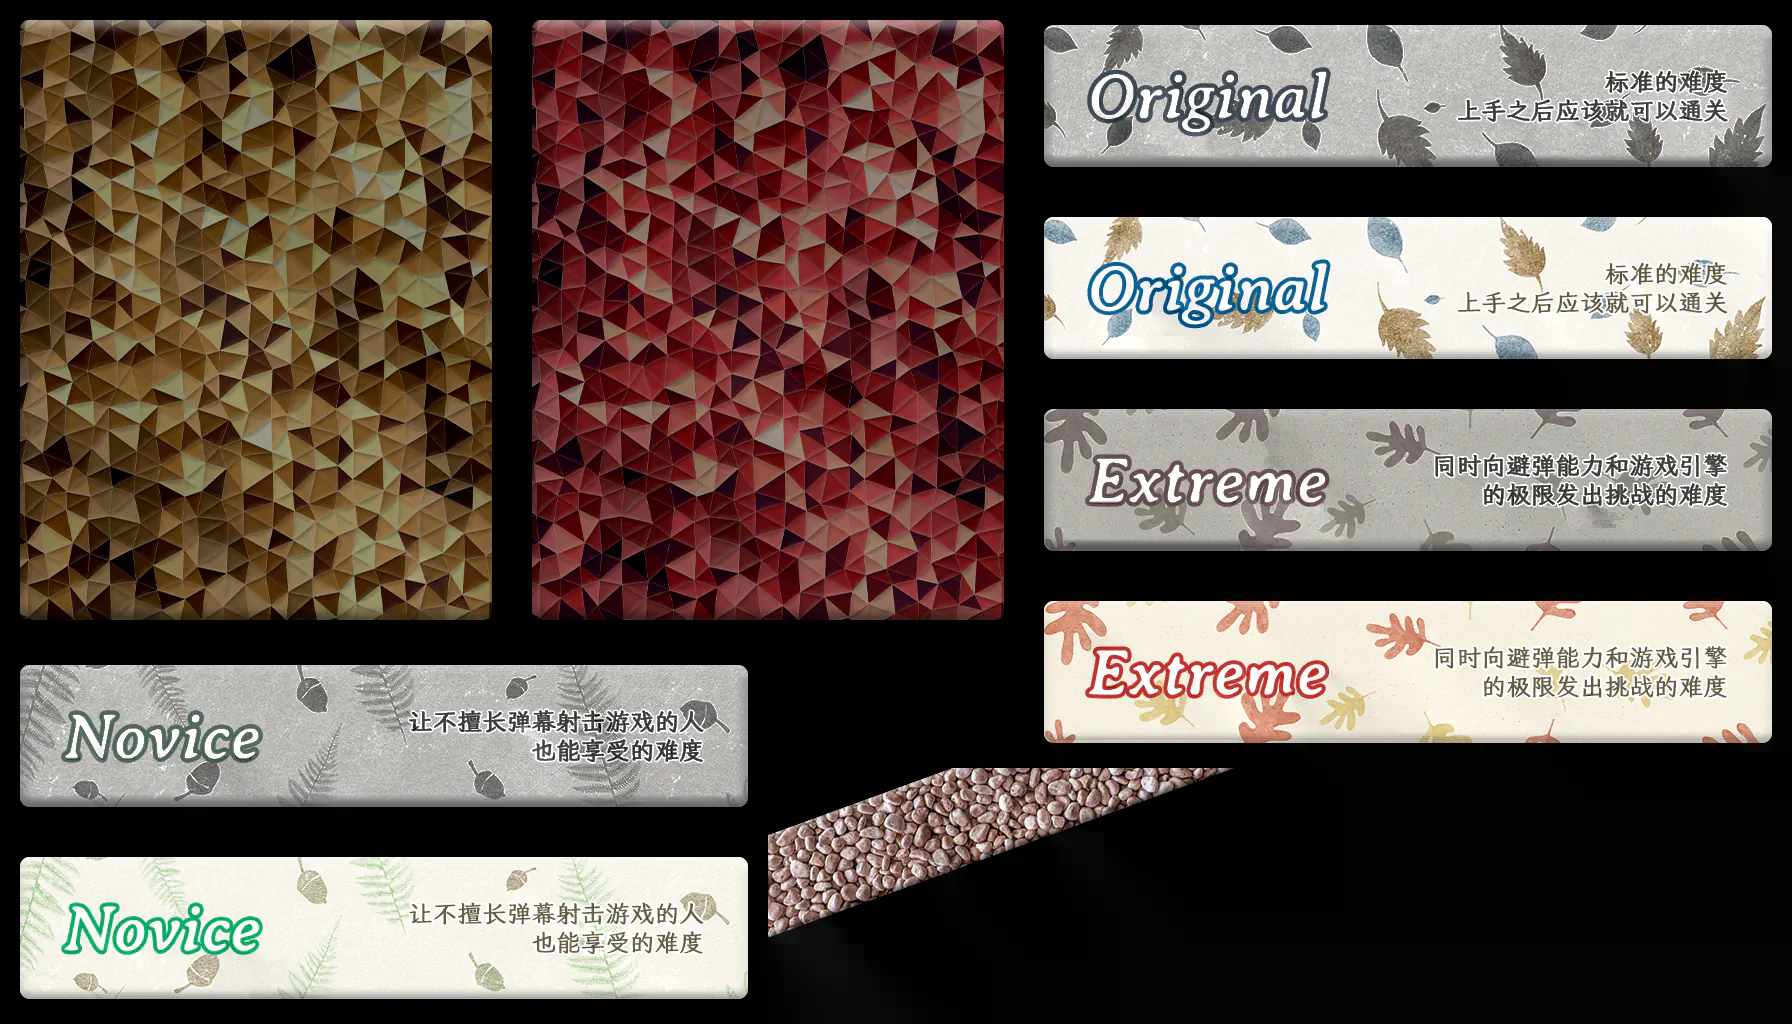 Original
标准的难度
上手之后应该就可以通关
Original
标准的难度
上手之后应该就可以通关
Extreme
同时向避弹能力和游戏引擎
的极限发出挑战的难度
Extreme
同时向避弹能力和游戏引擎
的极限发出挑战的难度
Novice
让不擅长弹幕射击游戏的人
也能享受的难度
Novice
让不擅长弹幕射击游戏的人
也能享受的难度